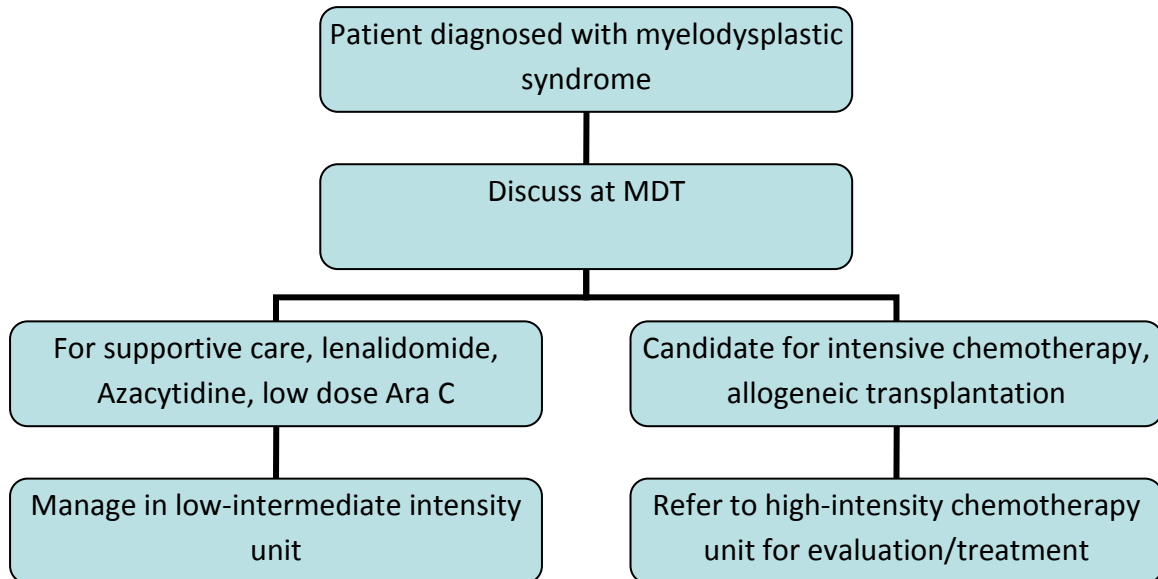 Patient diagnosed with myelodysplastic
syndrome
Discuss at MDT
For supportive care, lenalidomide,
Azacytidine, low dose Ara C
Candidate for intensive chemotherapy,
allogeneic transplantation
Manage in low-intermediate intensity
unit
Refer to high-intensity chemotherapy
unit for evaluation/treatment